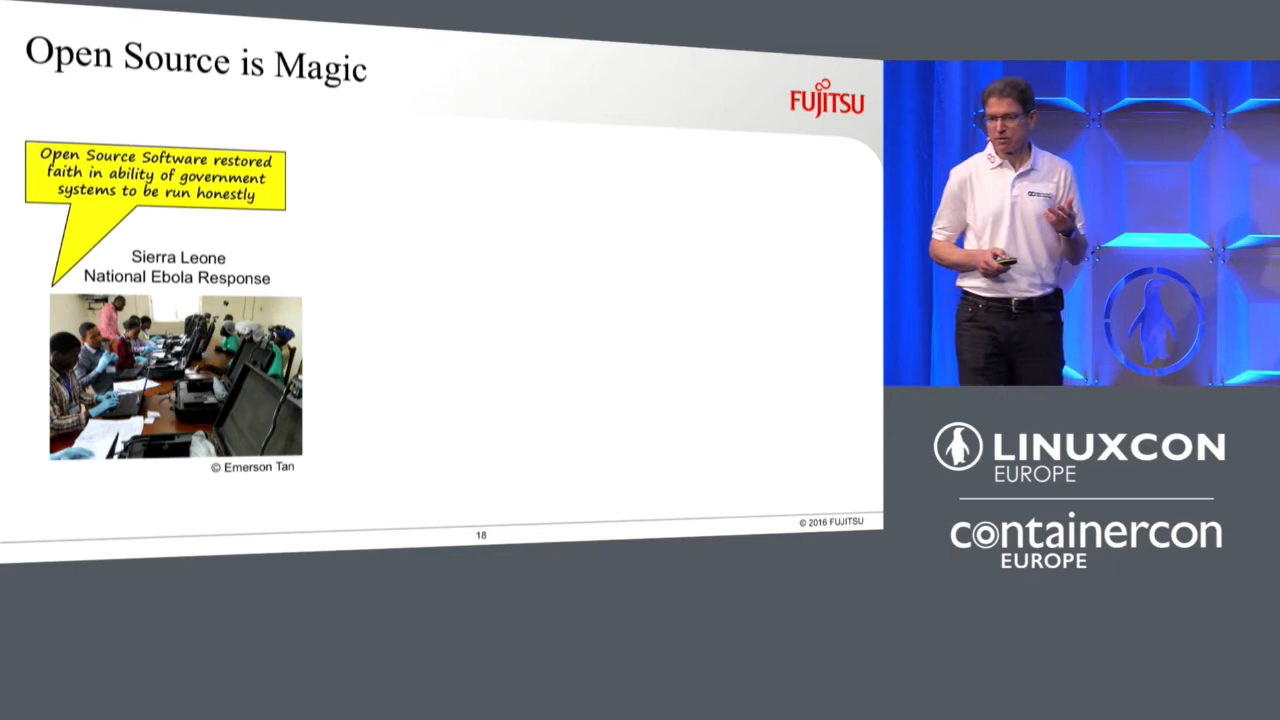 Open Source is Magic
FUJITSU
Open Source Software restored
faith in ability of government
systems to be run honestly
Sierra Leone
National Ebola Response
© Emerson Tan
18
© 2016 FUJITSU
LINUXCON
EUROPE
containercon
EUROPE